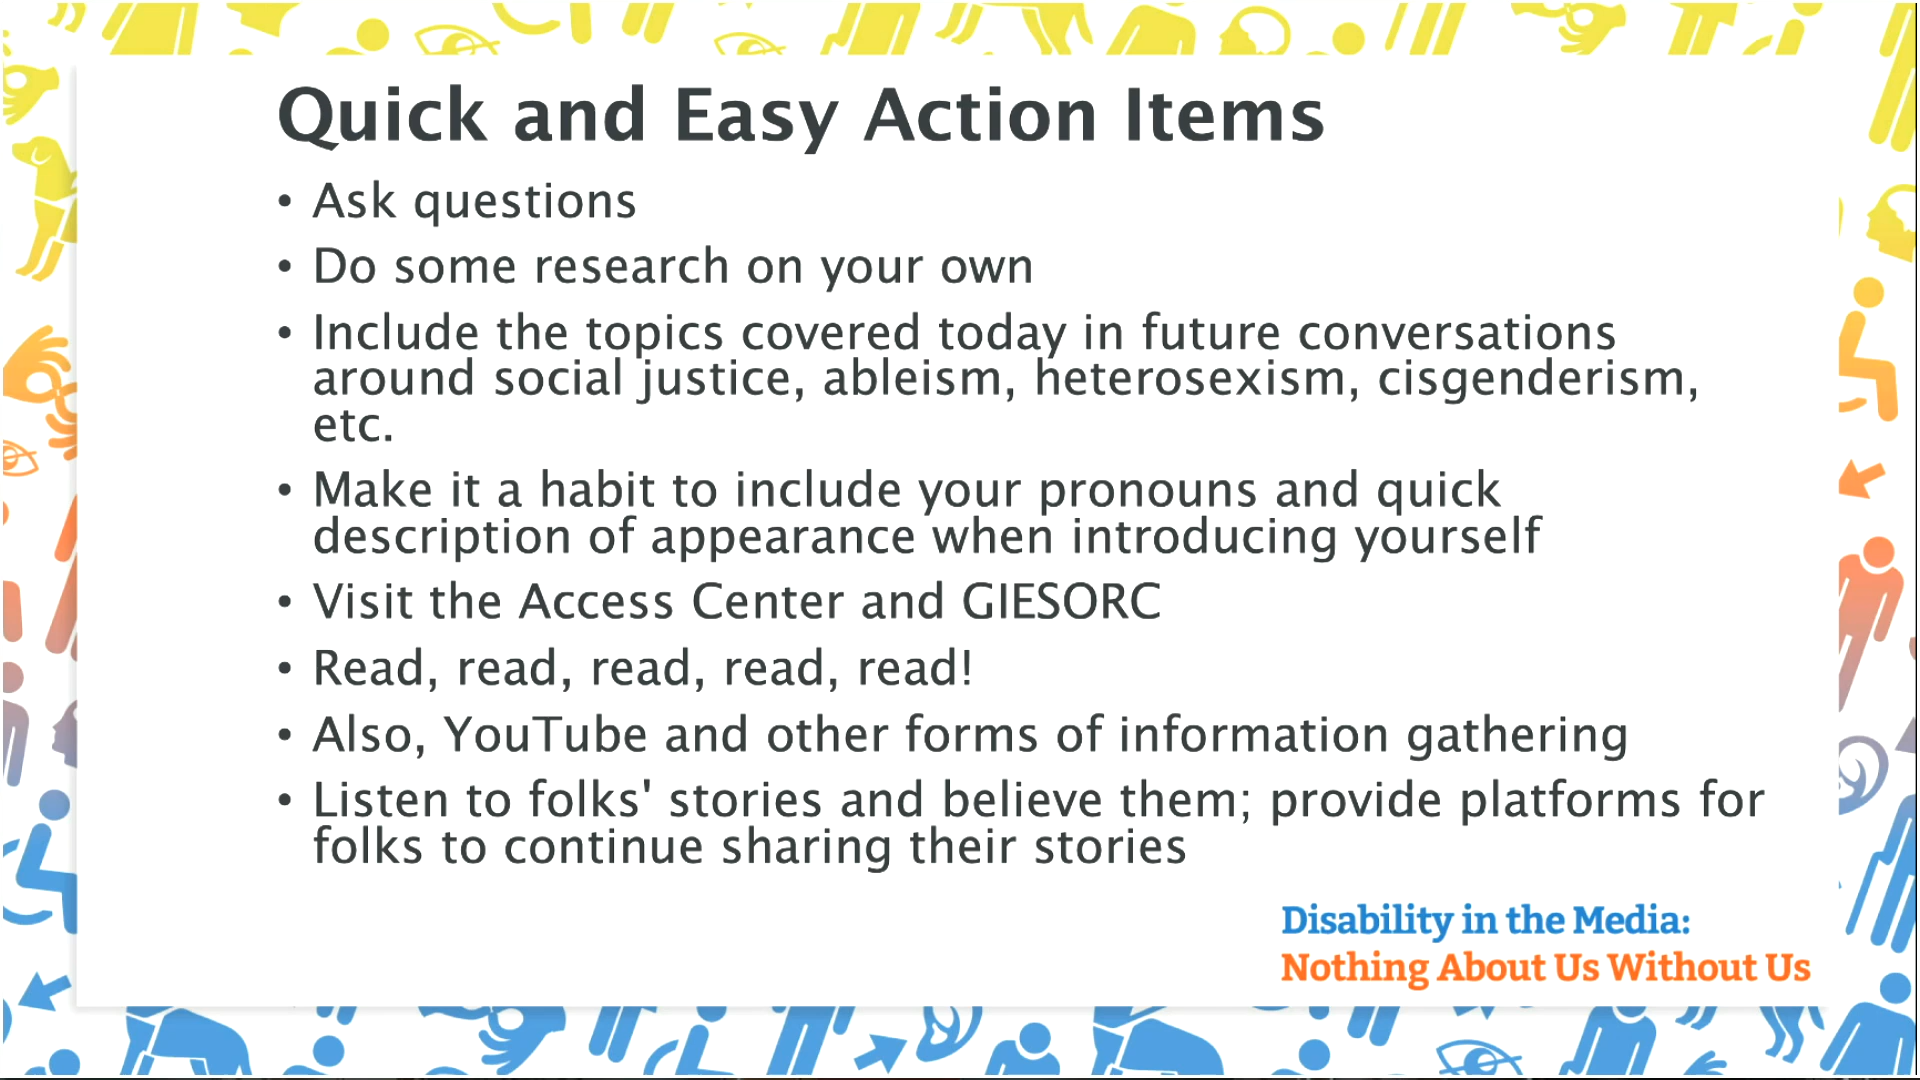 Quick and Easy Action Items
• Ask questions
• Do some research on your own
• Include the topics covered today in future conversations
around social justice, ableism, heterosexism, cisgenderism,
etc.
• Make it a habit to include your pronouns and quick
description of appearance when introducing yourself
• Visit the Access Center and GIESORC
• Read, read, read, read, read!
• Also, YouTube and other forms of information gathering
• Listen to folks' stories and believe them; provide platforms for
folks to continue sharing their stories
Disability in the Media:
Nothing About Us Without Us